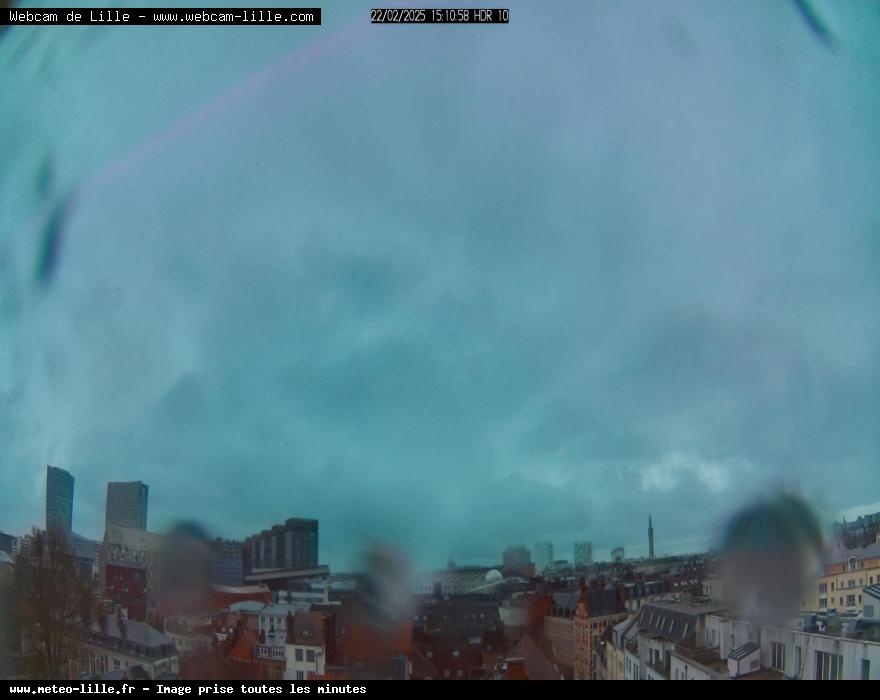 Webcam de Lille - www.webcam-lille.com
22/02/2025 15:10:58 HDR 10
www.meteo-lille.fr - Image prise toutes les minutes